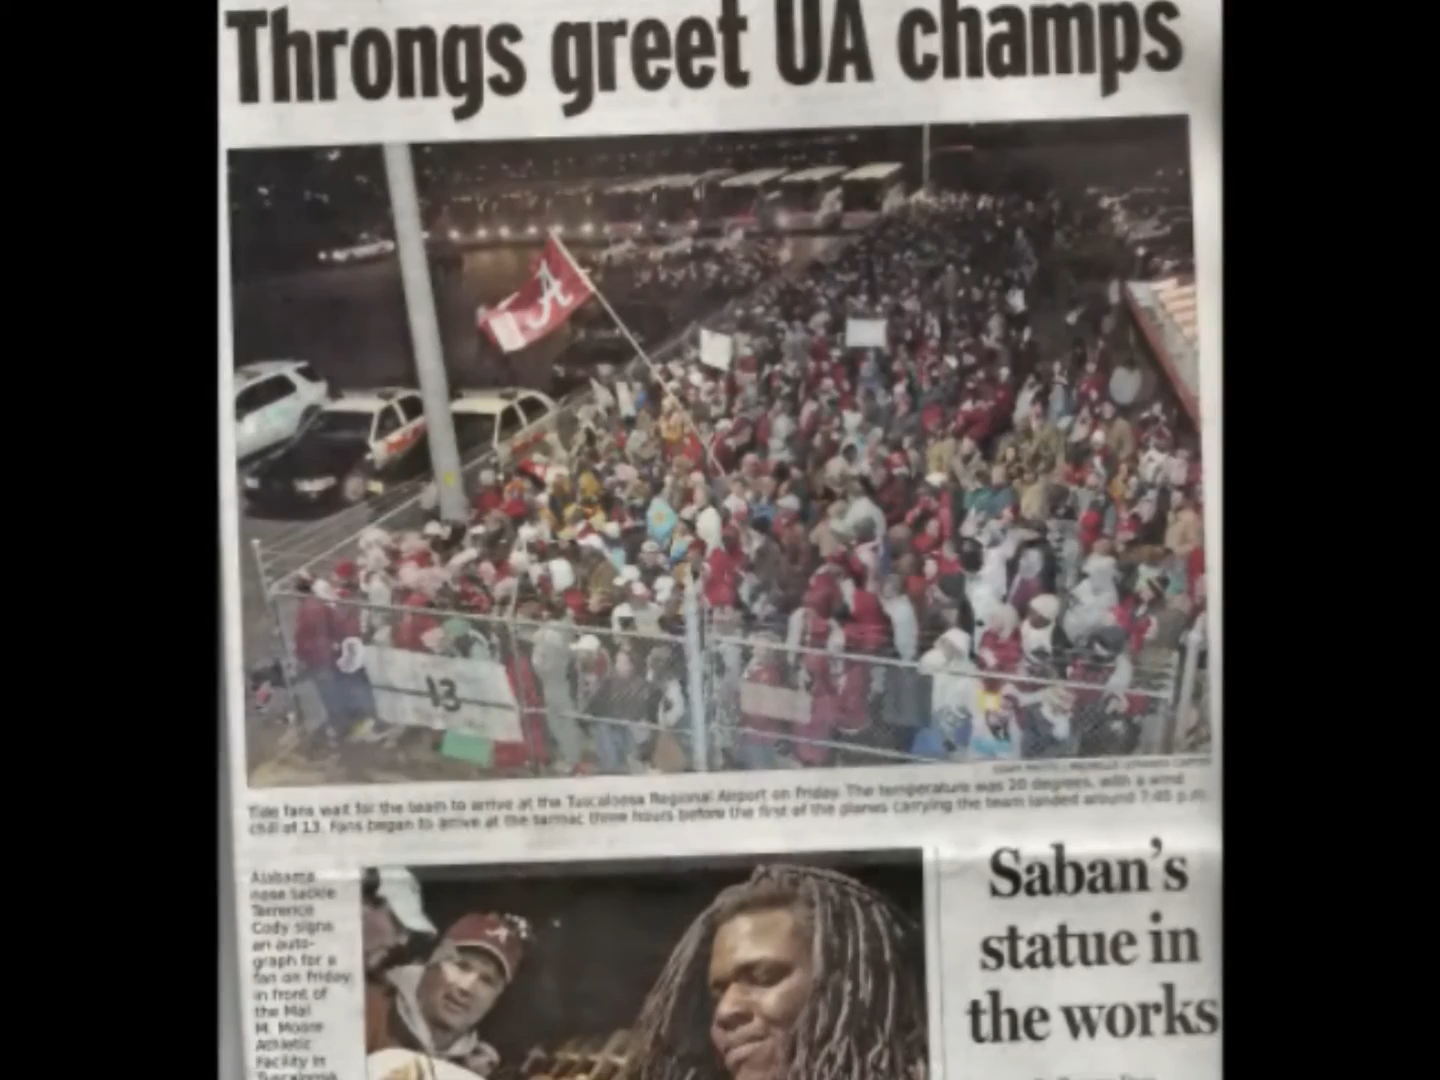 Throngs greet UA champs
A
13
Tide fans wait for the team to arrive at the Tuscaloosa Regional Airport on Friday. The temperature was 20 degrees, with a wind
chill of 13. Fans began to arrive at the tarmac three hours before the first of the planes carrying the team landed around 7:45 p.m.
Alabama
nose tackle
Terrence
Cody signs
an auto-
graph for a
fan on Friday
in front of
the Mal
M. Moore
Athletic
Facility in
Tuscaloosa
Saban's
statue in
the works